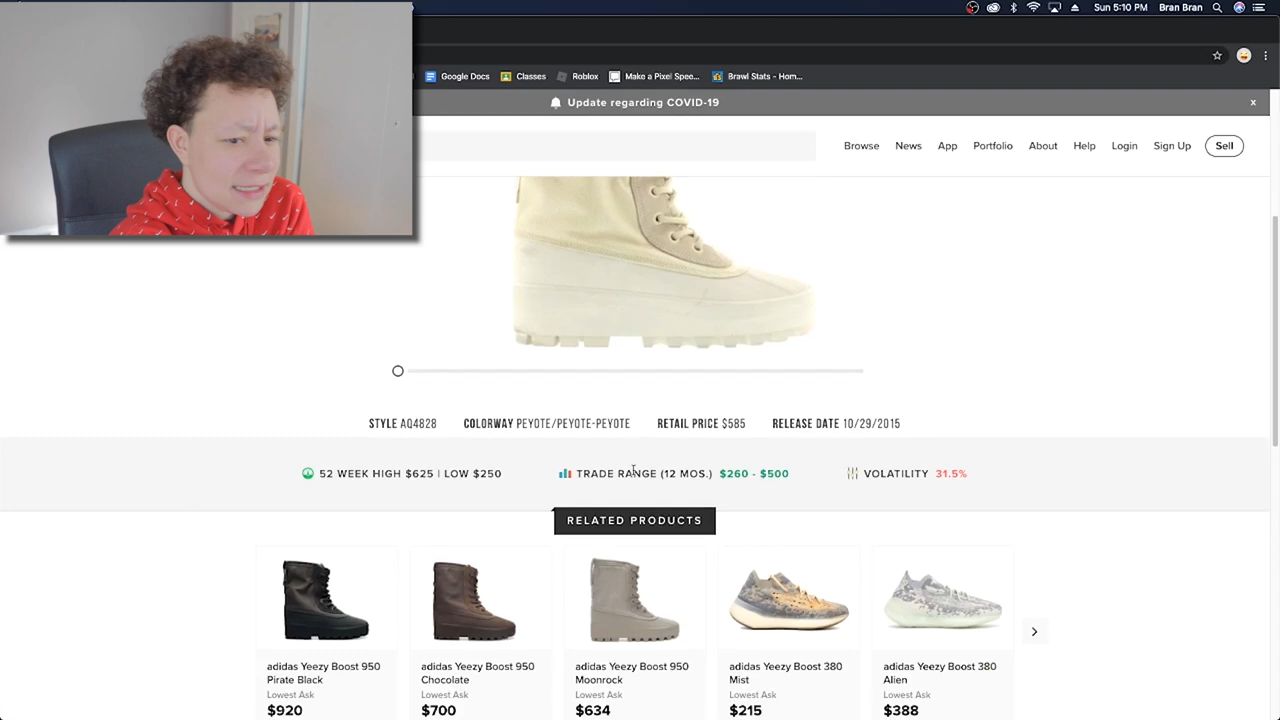 Sun 5:10 PM Bran Bran
Google Docs Classes Roblox Make a Pixel Spee... Brawl Stats - Hom...
Update regarding COVID-19 x
Browse News App Portfolio About Help Login Sign Up Sell
STYLE AQ4828 COLORWAY PEYOTE/PEYOTE-PEYOTE RETAIL PRICE $585 RELEASE DATE 10/29/2015
52 WEEK HIGH $625 | LOW $250 TRADE RANGE (12 MOS.) $260 - $500 VOLATILITY 31.5%
RELATED PRODUCTS
adidas Yeezy Boost 950
Pirate Black
Lowest Ask
$920
adidas Yeezy Boost 950
Chocolate
Lowest Ask
$700
adidas Yeezy Boost 950
Moonrock
Lowest Ask
$634
adidas Yeezy Boost 380
Mist
Lowest Ask
$215
adidas Yeezy Boost 380
Alien
Lowest Ask
$388